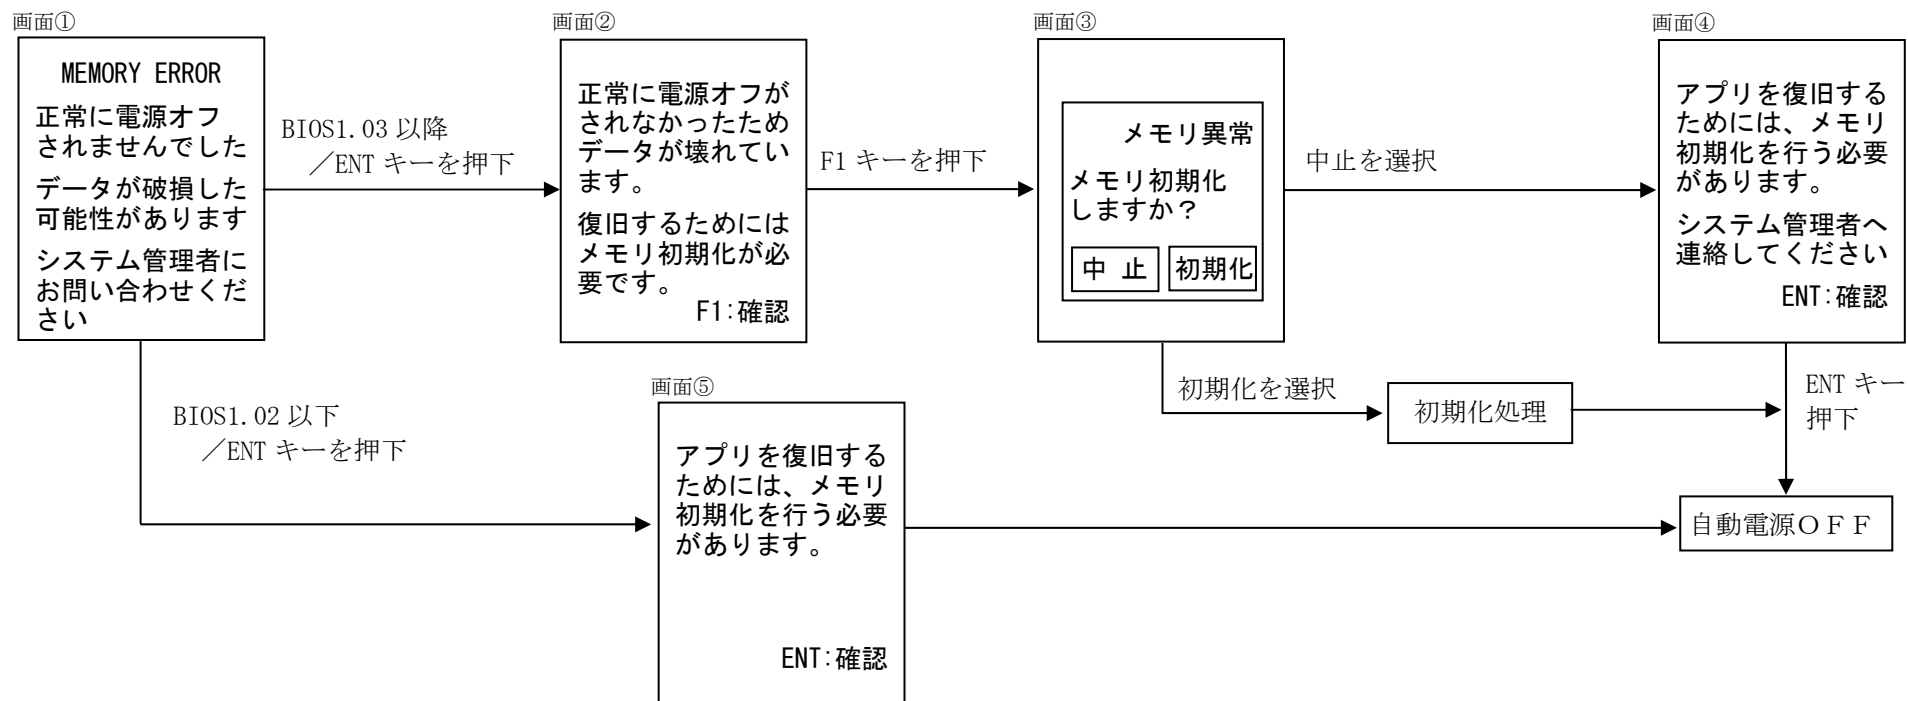 画面①
MEMORY ERROR
正常に電源オフ
されませんでした
データが破損した
可能性があります
システム管理者に
お問い合わせくだ
さい
BIOS1.03 以降
／ENT キーを押下
画面②
正常に電源オフが
されなかったため
データが壊れてい
ます。
復旧するためには
メモリ初期化が必
要です。
F1:確認
F1 キーを押下
画面③
メモリ異常
メモリ初期化
しますか？
中 止 初期化
中止を選択
画面④
アプリを復旧する
ためには、メモリ
初期化を行う必要
があります。
システム管理者へ
連絡してください
ENT:確認
初期化を選択
初期化処理
ENT キー
押下
BIOS1.02 以下
／ENT キーを押下
画面⑤
アプリを復旧する
ためには、メモリ
初期化を行う必要
があります。
ENT:確認
自動電源ＯＦＦ